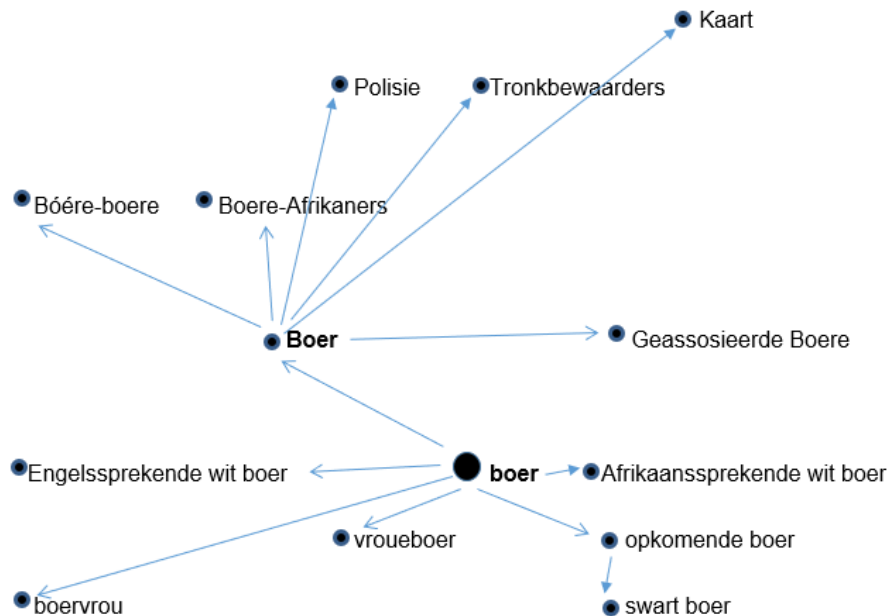 Kaart
Polisie
Tronkbewaarders
Bóére-boere
Boere-Afrikaners
Boer
Geassosieerde Boere
Engelssprekende wit boer
boer
Afrikaanssprekende wit boer
vroueboer
opkomende boer
boervrou
swart boer